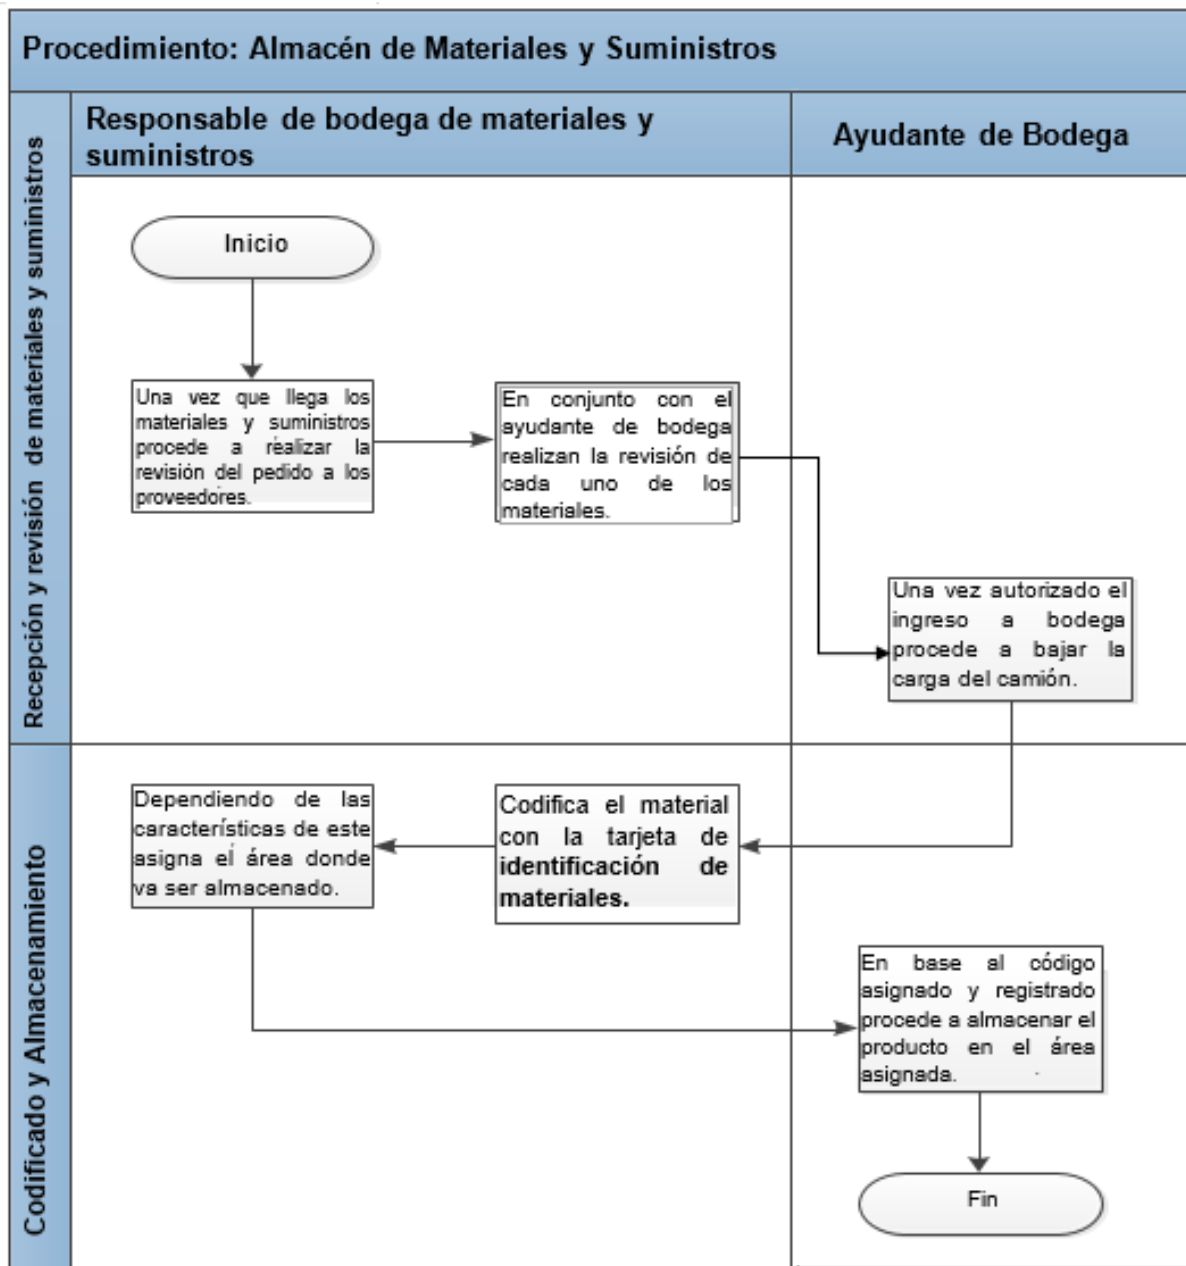 Procedimiento: Almacén de Materiales y Suministros
Responsable de bodega de materiales y
suministros
Ayudante de Bodega
Recepción y revisión de materiales y suministros
Inicio
Una vez que llega los
materiales y suministros
procede a realizar la
revisión del pedido a los
proveedores.
En conjunto con el
ayudante de bodega
realizan la revisión de
cada uno de los
materiales.
Una vez autorizado el
ingreso a bodega
procede a bajar la
carga del camión.
Codificado y Almacenamiento
Codifica el material
con la tarjeta de
identificación de
materiales.
Dependiendo de las
características de este
asigna el área donde
va ser almacenado.
En base al código
asignado y registrado
procede a almacenar el
producto en el área
asignada.
Fin